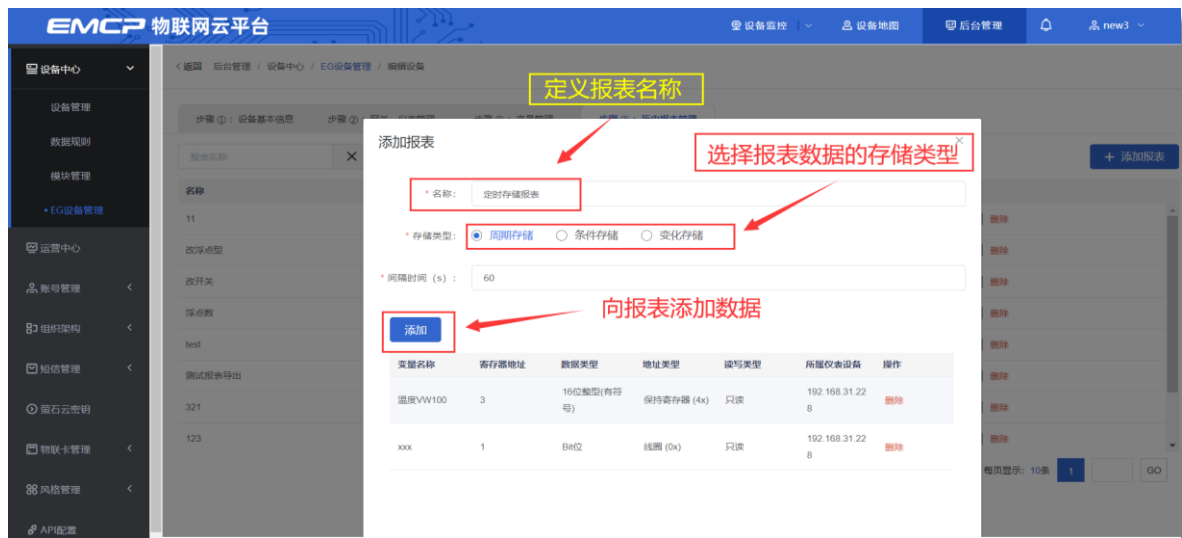 EMCP 物联网云平台
设备监控
设备地图
后台管理
new3
设备中心
设备管理
数据规则
模块管理
•EG设备管理
运营中心
账号管理
组织架构
短信管理
萤石云密钥
物联卡管理
风格管理
API配置
<返回 后台管理 / 设备中心 / EG设备管理 / 编辑设备
定义报表名称
步骤①：设备基本信息
步骤②
报表名称
+ 添加报表
名称
11
改浮点型
改开关
浮点数
test
测试报表导出
321
123
添加报表
选择报表数据的存储类型
* 名称: 定时存储报表
* 存储类型: 周期存储 条件存储 变化存储
* 间隔时间（s）: 60
添加
向报表添加数据
变量名称 寄存器地址 数据类型 地址类型 读写类型 所属仪表设备 操作
温度VW100 3 16位整型(有符号) 保持寄存器 (4x) 只读 192.168.31.228 删除
xxx 1 Bit位 线圈 (0x) 只读 192.168.31.228 删除
删除
删除
删除
删除
删除
删除
删除
删除
每页显示: 10条 1 GO